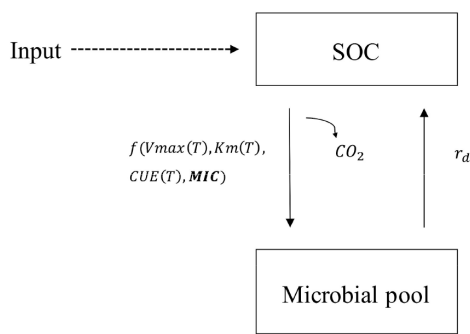 Input
SOC
f(Vmax(T), Km(T),
CUE(T), MIC)
CO₂
r_d
Microbial pool